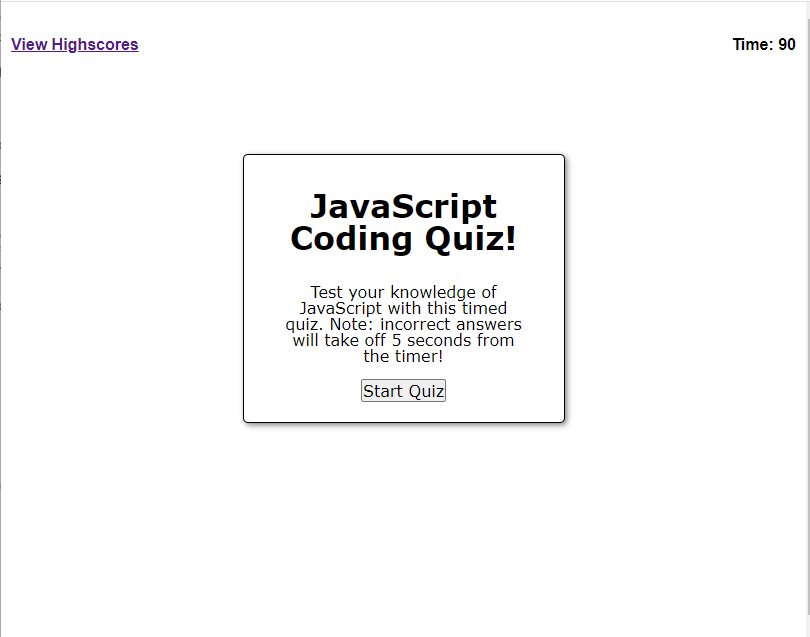 View Highscores
Time: 90
JavaScript
Coding Quiz!
Test your knowledge of
JavaScript with this timed
quiz. Note: incorrect answers
will take off 5 seconds from
the timer!
Start Quiz